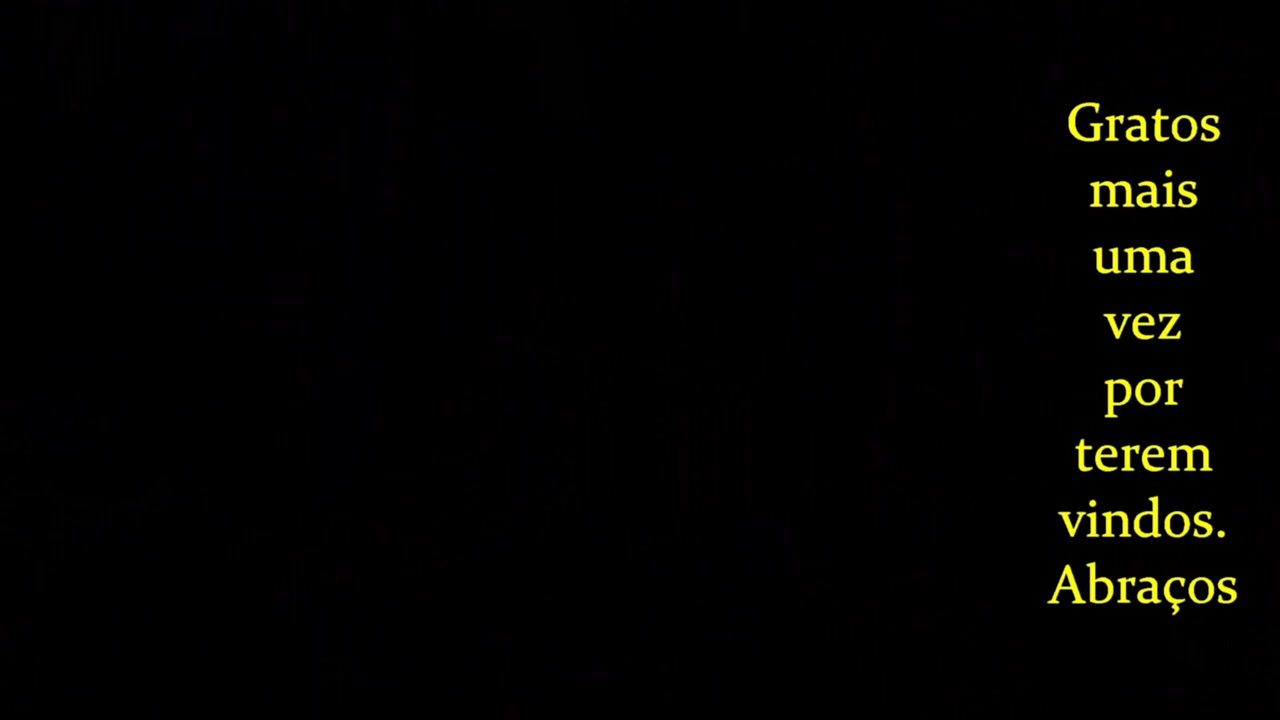 Gratos
mais
uma
vez
por
terem
vindos.
Abraços